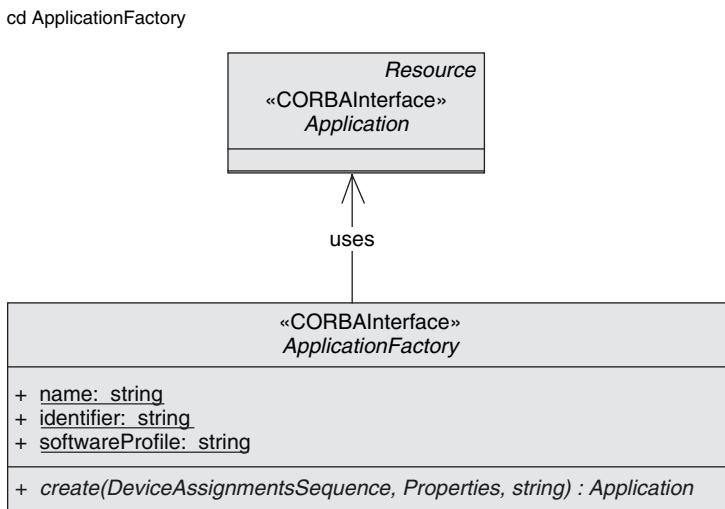 cd ApplicationFactory
Resource
«CORBAInterface»
Application
uses
«CORBAInterface»
ApplicationFactory
+ name: string
+ identifier: string
+ softwareProfile: string
+ create(DeviceAssignmentsSequence, Properties, string) : Application